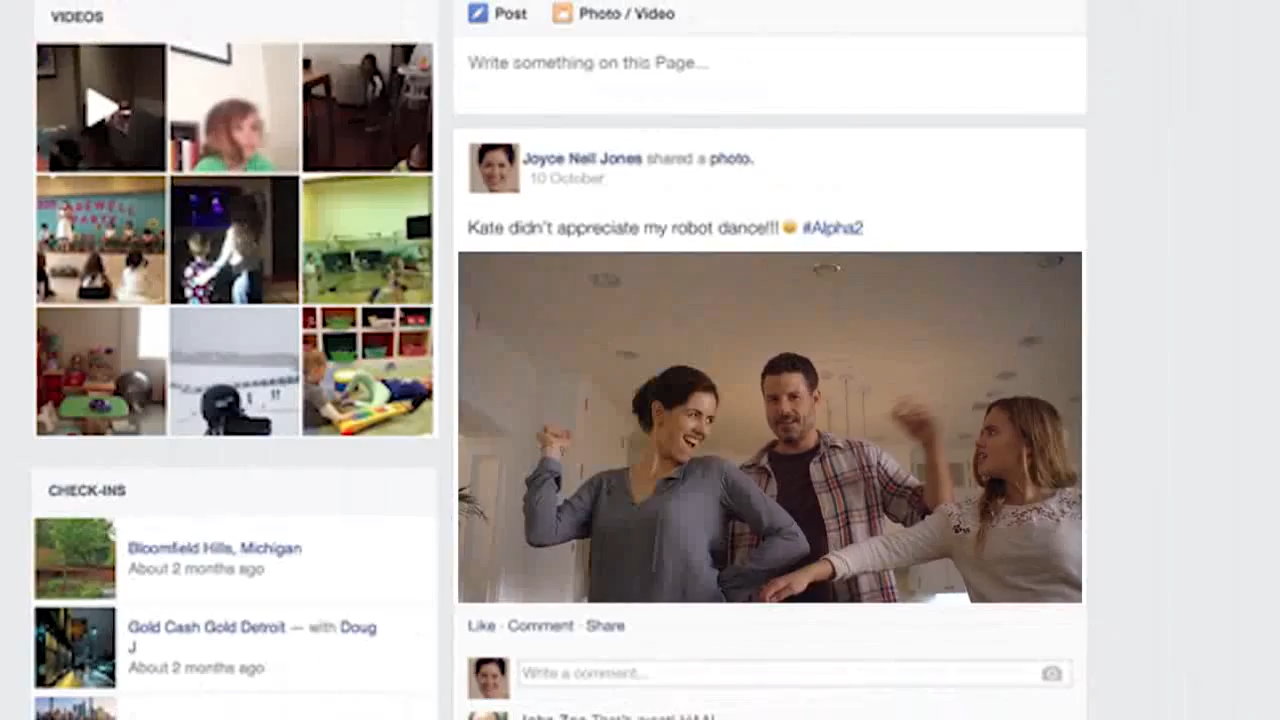 VIDEOS
Post
Photo / Video
Write something on this Page...
Joyce Neil Jones shared a photo.
10 October
Kate didn't appreciate my robot dance!!! #Alpha2
CHECK-INS
Bloomfield Hills, Michigan
About 2 months ago
Gold Cash Gold Detroit — with Doug
J
About 2 months ago
Like · Comment · Share
Write a comment...